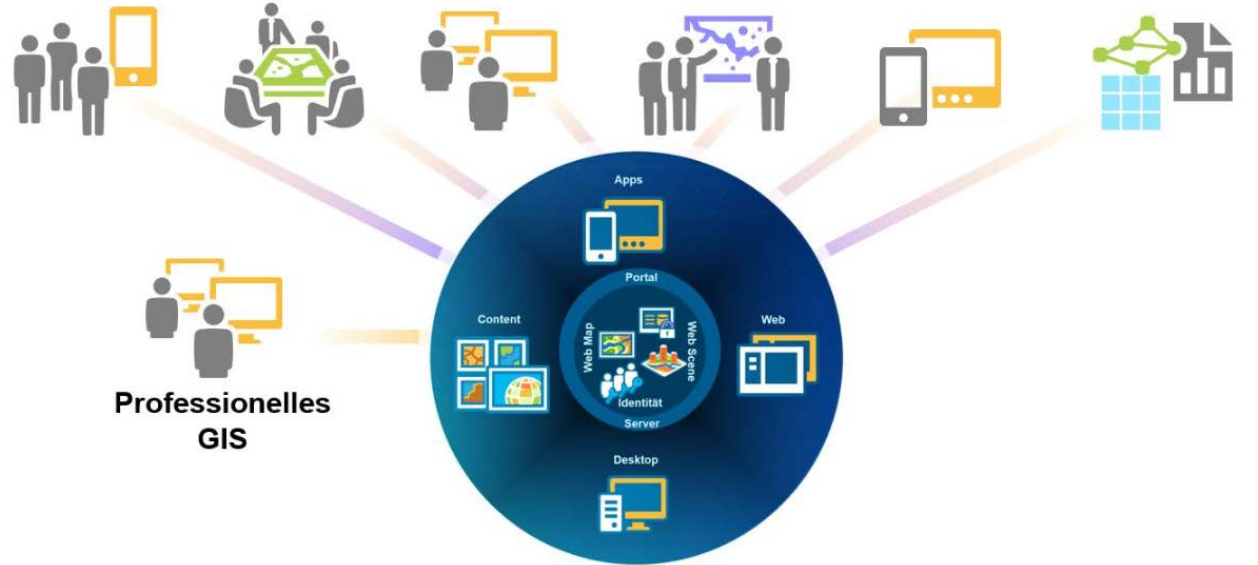 Apps
Portal
Content
Web Map
Web Scene
Web
Identität
Server
Professionelles
GIS
Desktop